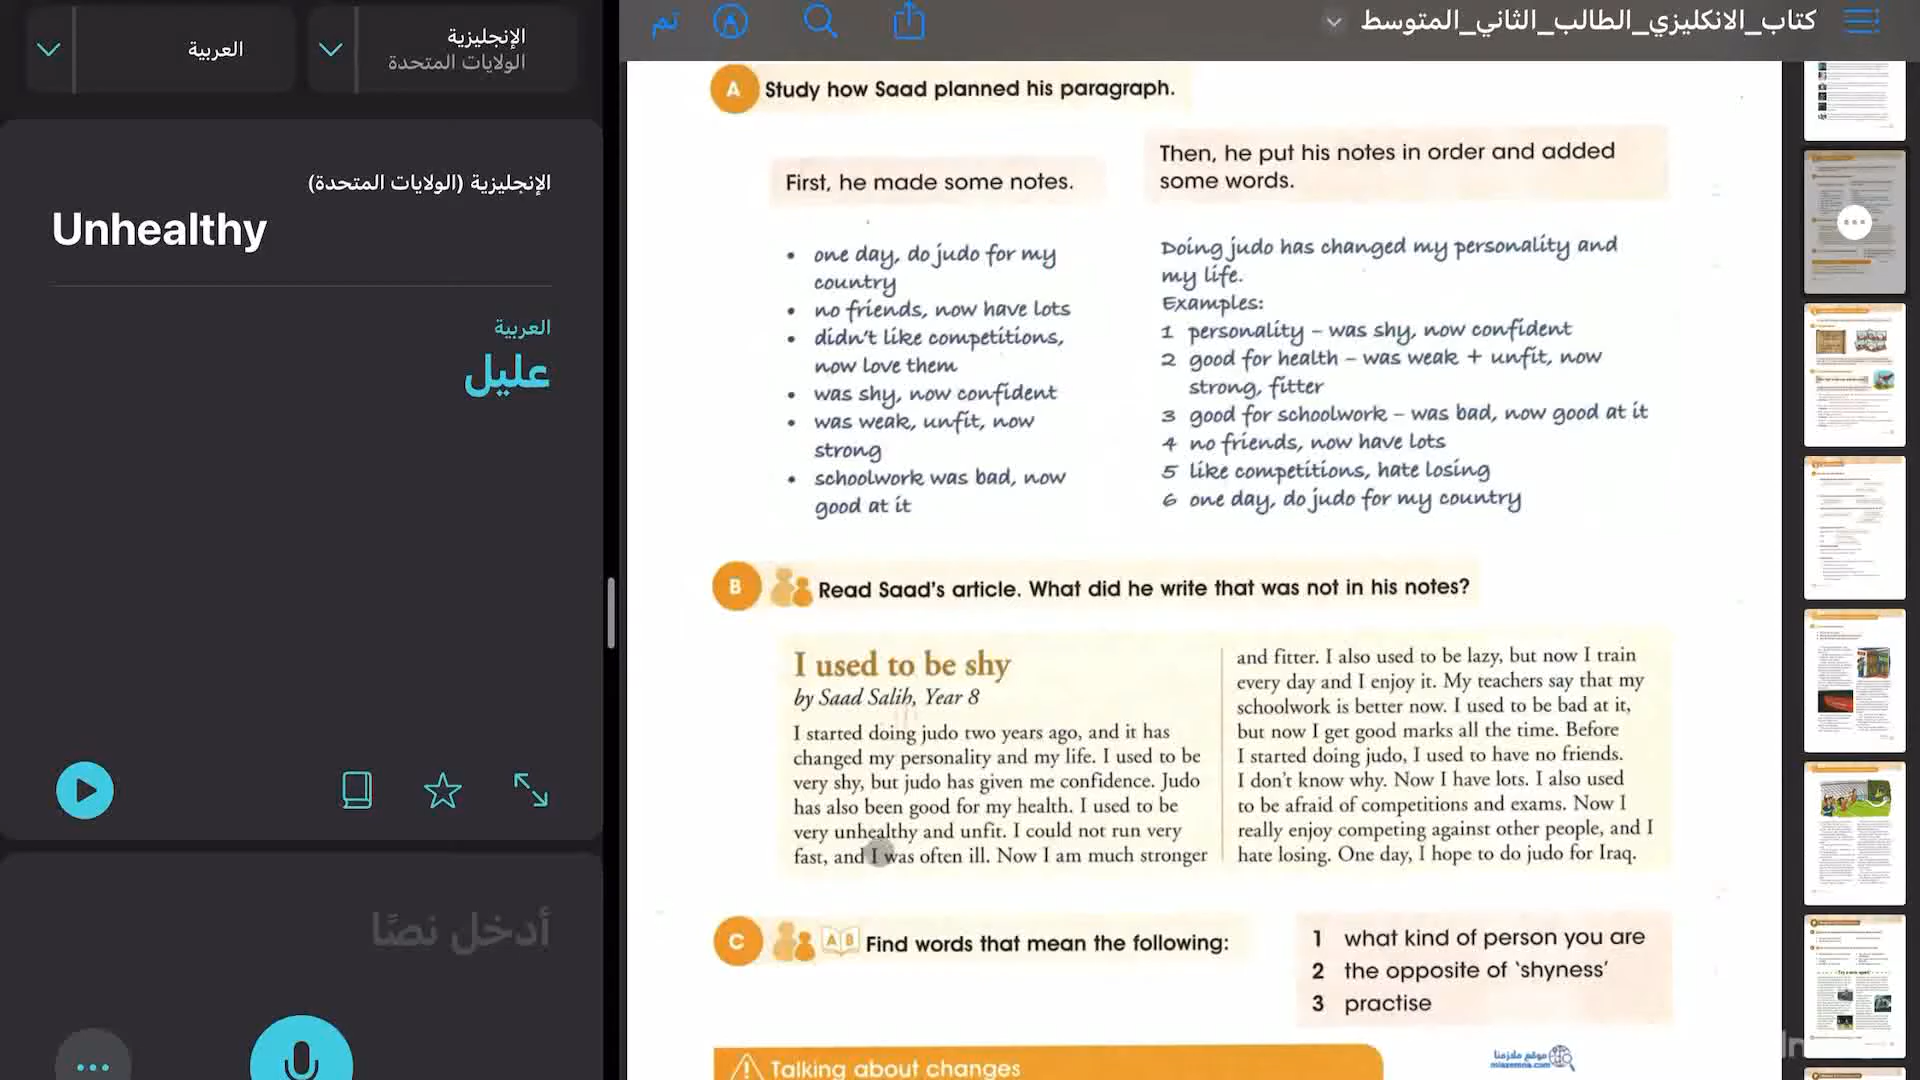 العربية
الإنجليزية
الولايات المتحدة
الإنجليزية (الولايات المتحدة)
Unhealthy
العربية
عليل
أدخل نصًا
تم
كتاب_الانكليزي_الطالب_الثاني_المتوسط
A Study how Saad planned his paragraph.
First, he made some notes.
• one day, do judo for my
country
• no friends, now have lots
• didn't like competitions,
now love them
• was shy, now confident
• was weak, unfit, now
strong
• schoolwork was bad, now
good at it
Then, he put his notes in order and added
some words.
Doing judo has changed my personality and
my life.
Examples:
1 personality – was shy, now confident
2 good for health – was weak + unfit, now
strong, fitter
3 good for schoolwork – was bad, now good at it
4 no friends, now have lots
5 like competitions, hate losing
6 one day, do judo for my country
B Read Saad's article. What did he write that was not in his notes?
I used to be shy
by Saad Salih, Year 8
I started doing judo two years ago, and it has
changed my personality and my life. I used to be
very shy, but judo has given me confidence. Judo
has also been good for my health. I used to be
very unhealthy and unfit. I could not run very
fast, and I was often ill. Now I am much stronger
and fitter. I also used to be lazy, but now I train
every day and I enjoy it. My teachers say that my
schoolwork is better now. I used to be bad at it,
but now I get good marks all the time. Before
I started doing judo, I used to have no friends.
I don't know why. Now I have lots. I also used
to be afraid of competitions and exams. Now I
really enjoy competing against other people, and I
hate losing. One day, I hope to do judo for Iraq.
C AB Find words that mean the following:
1 what kind of person you are
2 the opposite of 'shyness'
3 practise
Talking about changes
موقع ملازمنا
mlazemna.com